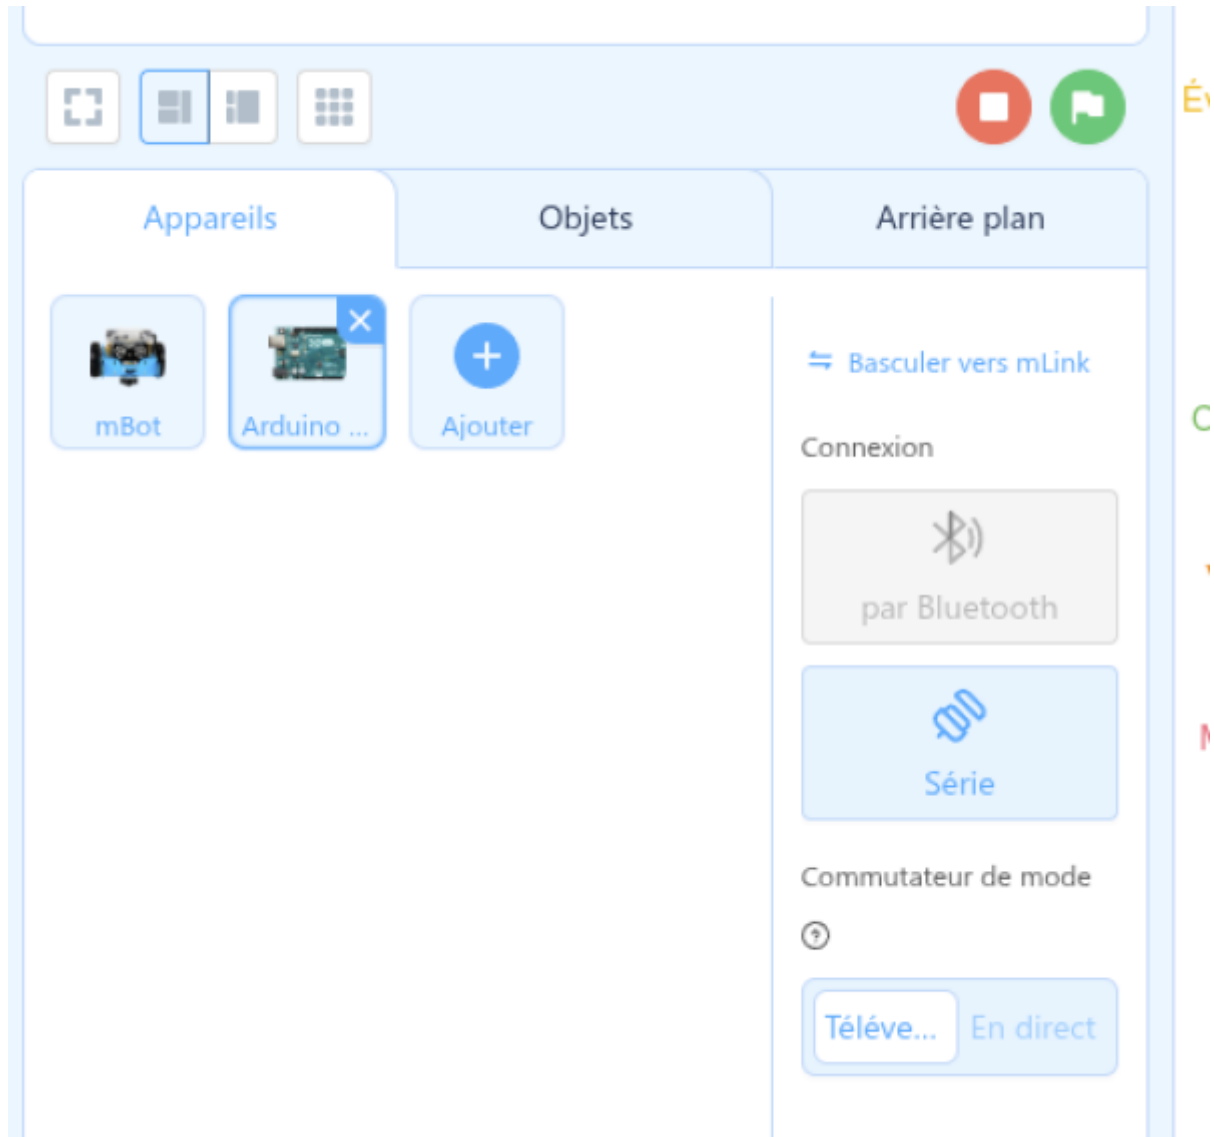 Appareils
Objets
Arrière plan
mBot
Arduino ...
Ajouter
Basculer vers mLink
Connexion
par Bluetooth
Série
Commutateur de mode
Téléve...
En direct